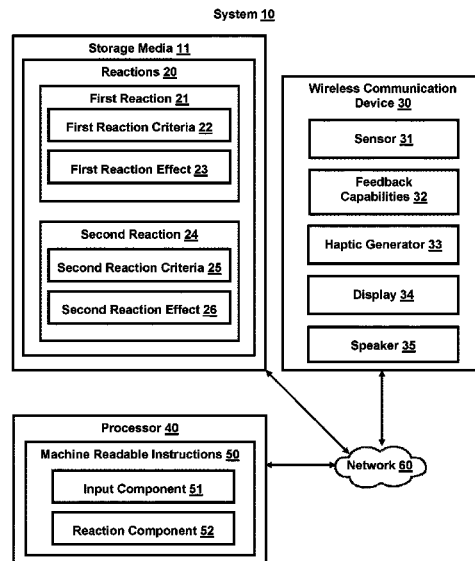 System 10
Storage Media 11
Reactions 20
First Reaction 21
First Reaction Criteria 22
First Reaction Effect 23
Second Reaction 24
Second Reaction Criteria 25
Second Reaction Effect 26
Wireless Communication
Device 30
Sensor 31
Feedback
Capabilities 32
Haptic Generator 33
Display 34
Speaker 35
Processor 40
Machine Readable Instructions 50
Input Component 51
Reaction Component 52
Network 60